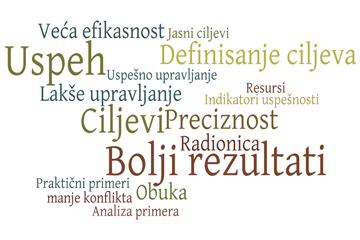 Veća efikasnost Jasni ciljevi
Uspeh Definisanje ciljeva
Uspešno upravljanje
Lakše upravljanje Resursi
Indikatori uspešnosti
Ciljevi Preciznost
Radionica
Bolji rezultati
Praktični primeri
manje konflikta Obuka
Analiza primera